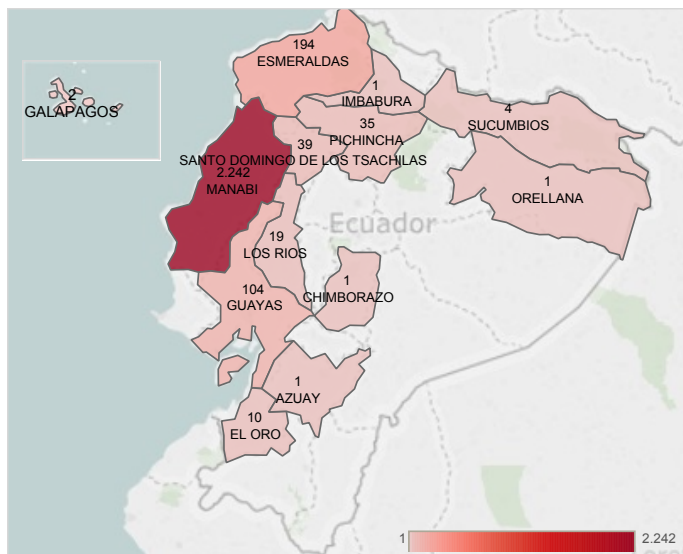 194
ESMERALDAS
2
GALAPAGOS
1
IMBABURA
4
SUCUMBIOS
35
PICHINCHA
39
SANTO DOMINGO DE LOS TSACHILAS
2.242
MANABI
1
ORELLANA
Ecuador
19
LOS RIOS
104
GUAYAS
1
CHIMBORAZO
1
AZUAY
10
EL ORO
1
2.242